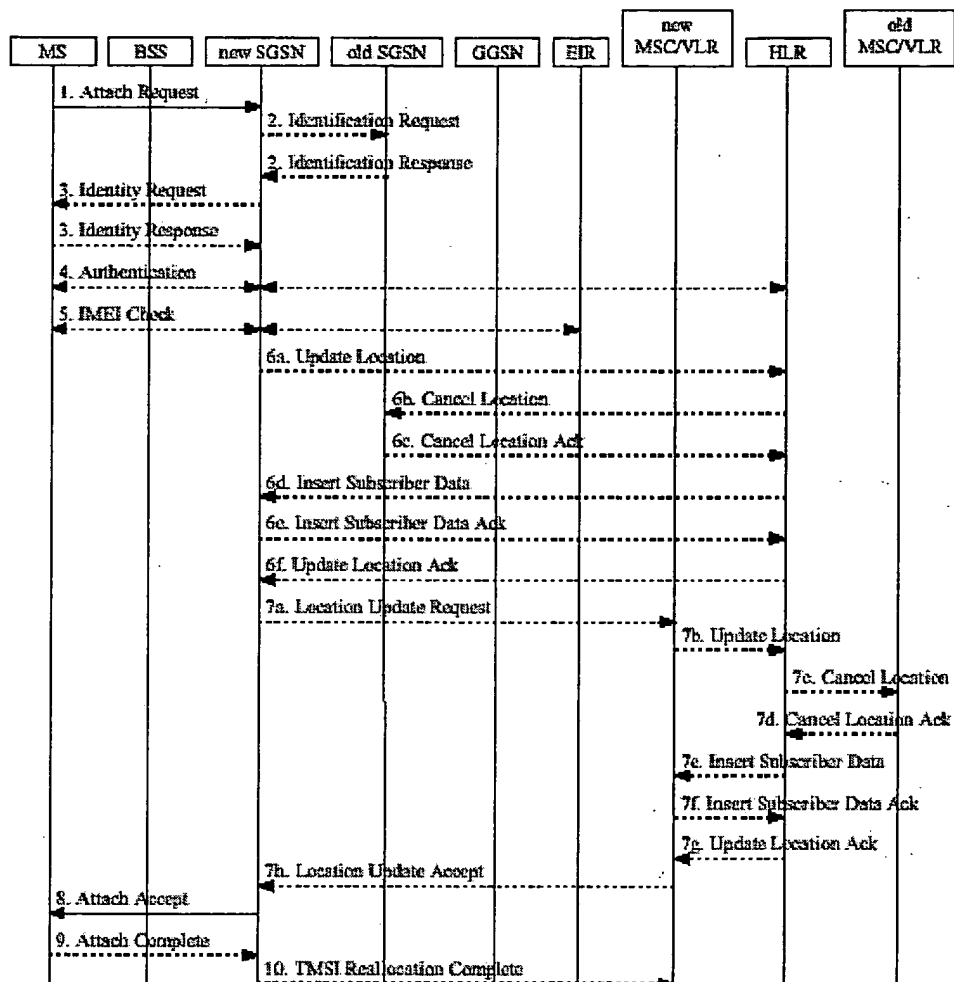 new
MSC/VLR
old
MSC/VLR
MS
BSS
new SGSN
old SGSN
GGSN
EIR
HLR
1. Attach Request
2. Identification Request
2. Identification Response
3. Identity Request
3. Identity Response
4. Authentication
5. IMEI Check
6a. Update Location
6b. Cancel Location
6c. Cancel Location Ack
6d. Insert Subscriber Data
6e. Insert Subscriber Data Ack
6f. Update Location Ack
7a. Location Update Request
7b. Update Location
7c. Cancel Location
7d. Cancel Location Ack
7e. Insert Subscriber Data
7f. Insert Subscriber Data Ack
7g. Update Location Ack
7h. Location Update Accept
8. Attach Accept
9. Attach Complete
10. TMSI Reallocation Complete